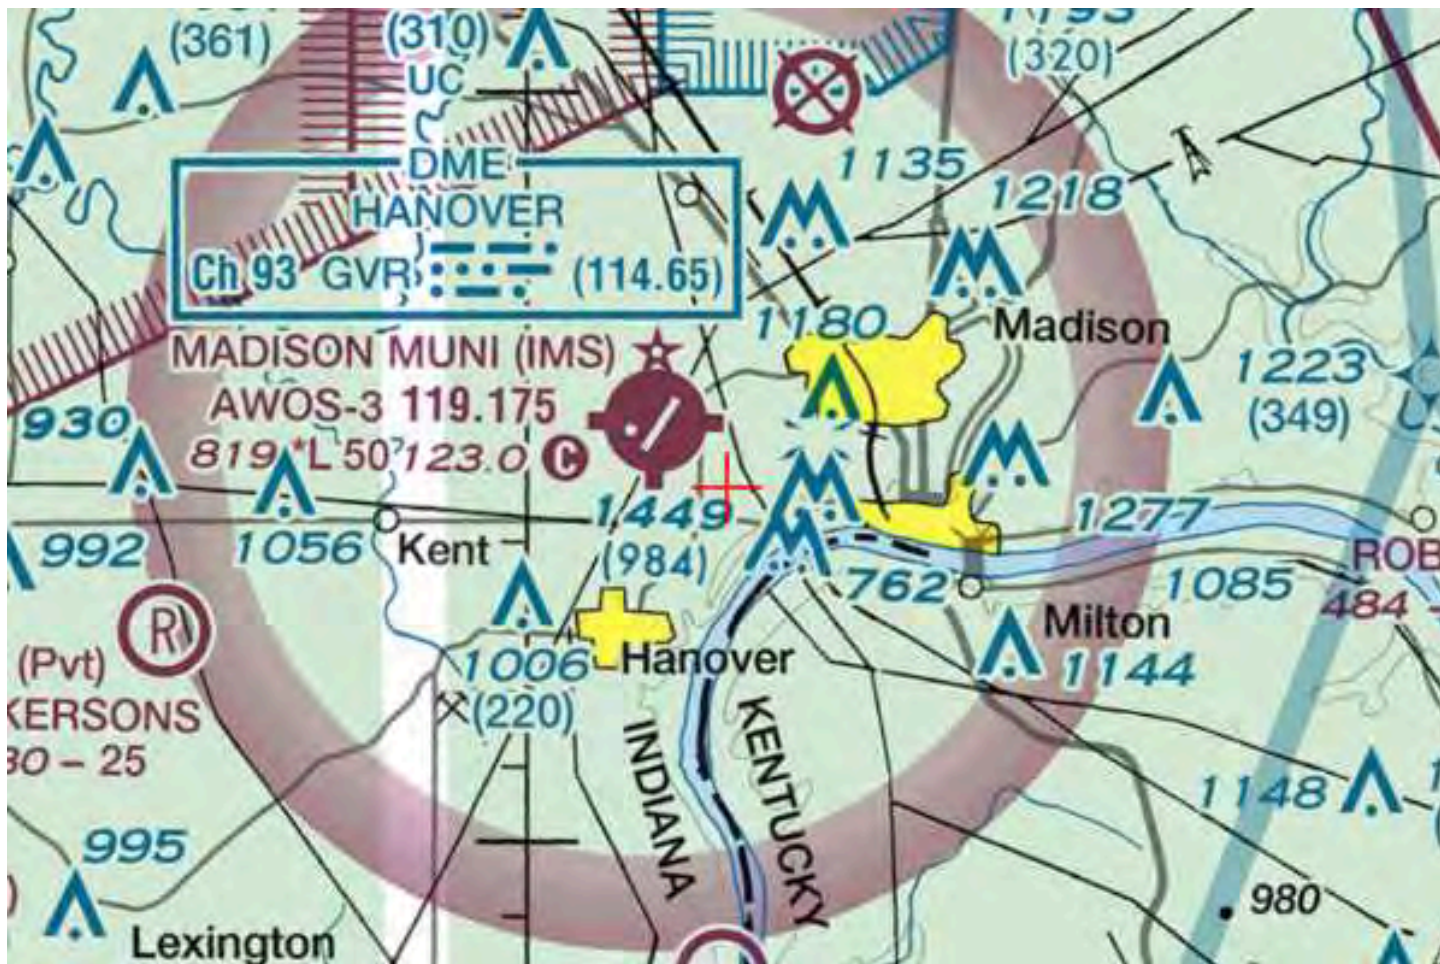 (361)
(310)
UC
(320)
DME
HANOVER
Ch 93 GVR (114.65)
1135
1218
1180
Madison
MADISON MUNI (IMS)
AWOS-3 119.175
819 *L 50 123.0 C
930
1223
(349)
992
1056
Kent
1449
(984)
1277
762
1085
ROB
484 -
Milton
1144
R
(Pvt)
KERSONS
30 - 25
1006
(220)
Hanover
INDIANA
KENTUCKY
1148
995
980
Lexington